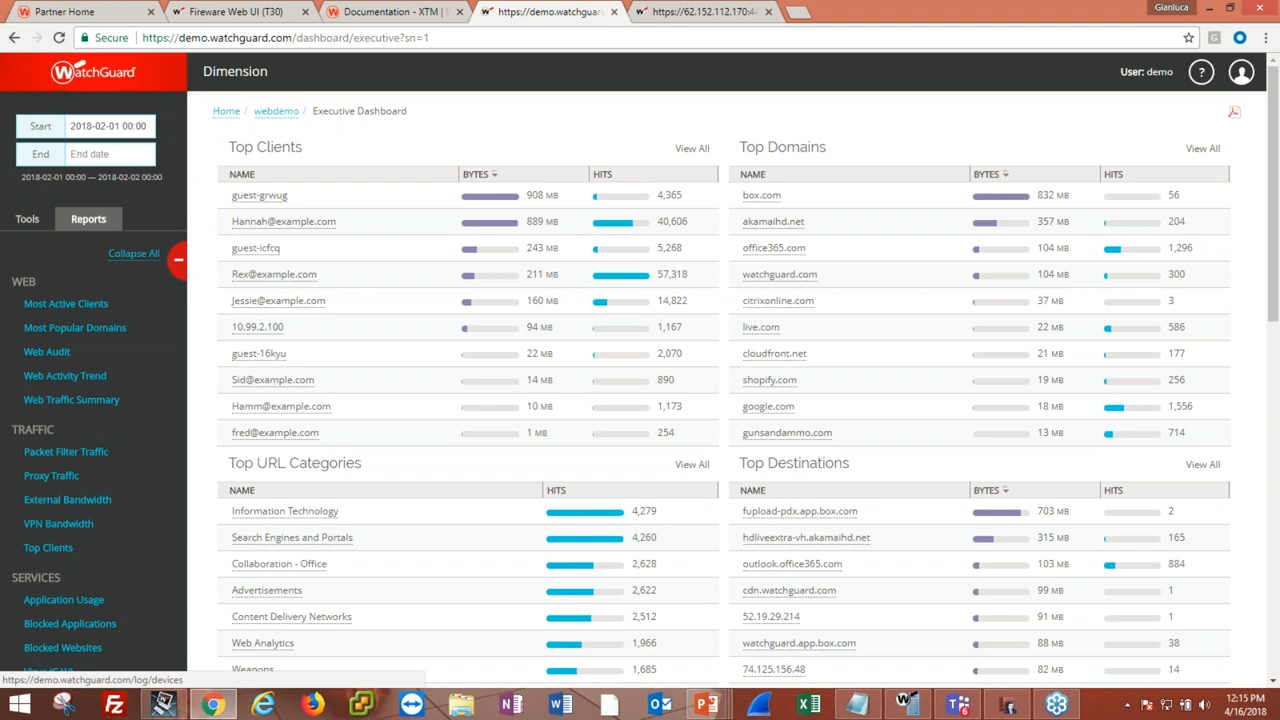 Partner Home
Fireware Web UI (T30)
Documentation - XTM | V
https://demo.watchguard
https://62.152.112.170:4
Gianluca
Secure
https://demo.watchguard.com/dashboard/executive?sn=1
WatchGuard
Dimension
User: demo
?
Start 2018-02-01 00:00
End End date
2018-02-01 00:00 — 2018-02-02 00:00
Tools Reports
Collapse All
WEB
Most Active Clients
Most Popular Domains
Web Audit
Web Activity Trend
Web Traffic Summary
TRAFFIC
Packet Filter Traffic
Proxy Traffic
External Bandwidth
VPN Bandwidth
Top Clients
SERVICES
Application Usage
Blocked Applications
Blocked Websites
https://demo.watchguard.com/log/devices
Home / webdemo / Executive Dashboard
Top Clients View All
NAME BYTES HITS
guest-grwug 908 MB 4,365
Hannah@example.com 889 MB 40,606
guest-icfcq 243 MB 5,268
Rex@example.com 211 MB 57,318
Jessie@example.com 160 MB 14,822
10.99.2.100 94 MB 1,167
guest-16kyu 22 MB 2,070
Sid@example.com 14 MB 890
Hamm@example.com 10 MB 1,173
fred@example.com 1 MB 254
Top Domains View All
NAME BYTES HITS
box.com 832 MB 56
akamaihd.net 357 MB 204
office365.com 104 MB 1,296
watchguard.com 104 MB 300
citrixonline.com 37 MB 3
live.com 22 MB 586
cloudfront.net 21 MB 177
shopify.com 19 MB 256
google.com 18 MB 1,556
gunsandammo.com 13 MB 714
Top URL Categories View All
NAME HITS
Information Technology 4,279
Search Engines and Portals 4,260
Collaboration - Office 2,628
Advertisements 2,622
Content Delivery Networks 2,512
Web Analytics 1,966
Weapons 1,685
Top Destinations View All
NAME BYTES HITS
fupload-pdx.app.box.com 703 MB 2
hdliveextra-vh.akamaihd.net 315 MB 165
outlook.office365.com 103 MB 884
cdn.watchguard.com 99 MB 1
52.19.29.214 91 MB 1
watchguard.app.box.com 88 MB 38
74.125.156.48 82 MB 14
12:15 PM
4/16/2018